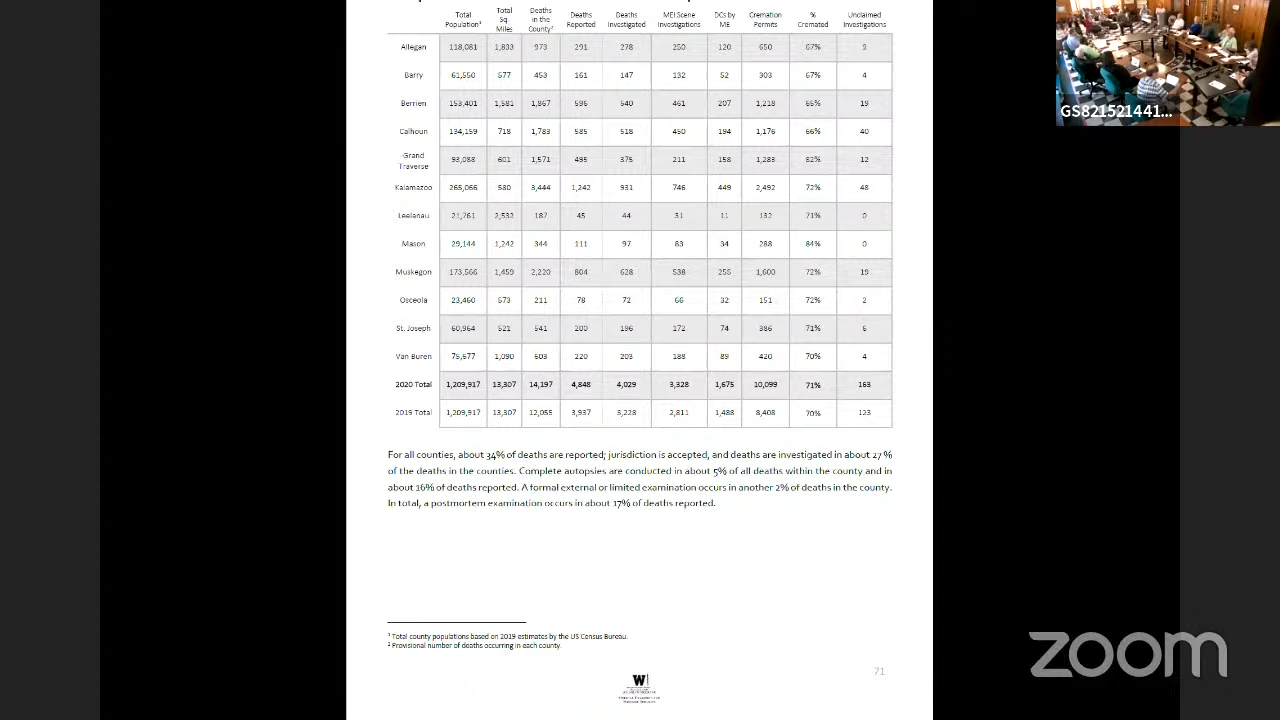 Total Population¹ Total Sq. Miles Deaths in the County² Deaths Reported Deaths Investigated MEI Scene Investigations DCs by ME Cremation Permits % Cremated Unclaimed Investigations
Allegan 118,081 1,833 973 291 278 250 120 67% 9
Barry 61,550 577 453 161 147 132 52 303 67% 4
Berrien 1,581 1,867 596 540 461 207 1,218 65% 19
Calhoun 134,159 718 1,783 585 518 450 194 1,176 66% 40
Grand Traverse 93,088 601 1,571 495 375 211 158 1,283 82%
Kalamazoo 265,066 580 3,444 1,242 931 746 449 2,492 72% 48
Leelanau 21,761 2,532 187 45 44 31 11 132 71% 0
Mason 29,144 1,242 344 111 97 83 34 288 84% 0
Muskegon 173,566 1,459 2,220 804 628 538 255 1,600 72% 19
Osceola 23,460 573 211 78 72 66 32 151 72% 2
St. Joseph 60,964 521 541 200 196 172 74 386 71% 6
Van Buren 75,677 1,090 603 220 203 188 89 420 70% 4
2020 Total 1,209,917 13,307 14,197 4,848 4,029 3,328 1,675 10,099 71% 163
2019 Total 1,209,917 13,307 12,055 3,937 3,228 2,811 1,488 8,408 70% 123
For all counties, about 34% of deaths are reported; jurisdiction is accepted, and deaths are investigated in about 27 %
of the deaths in the counties. Complete autopsies are conducted in about 5% of all deaths within the county and in
about 16% of deaths reported. A formal external or limited examination occurs in another 2% of deaths in the county.
In total, a postmortem examination occurs in about 17% of deaths reported.
¹ Total county populations based on 2019 estimates by the US Census Bureau.
² Provisional number of deaths occurring in each county.
71
W
GS821521441...
zoom